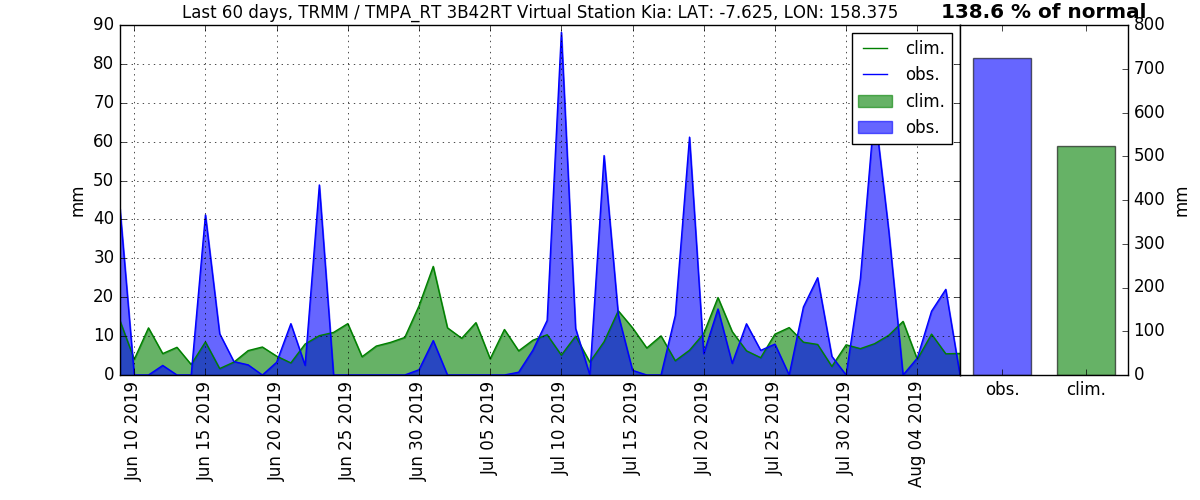 Last 60 days, TRMM / TMPA_RT 3B42RT Virtual Station Kia: LAT: -7.625, LON: 158.375
138.6 % of normal
90
80
70
60
50
40
30
20
10
0
mm
clim.
obs.
clim.
obs.
800
700
600
500
400
300
200
100
0
mm
Jun 10 2019
Jun 15 2019
Jun 20 2019
Jun 25 2019
Jun 30 2019
Jul 05 2019
Jul 10 2019
Jul 15 2019
Jul 20 2019
Jul 25 2019
Jul 30 2019
Aug 04 2019
obs.
clim.